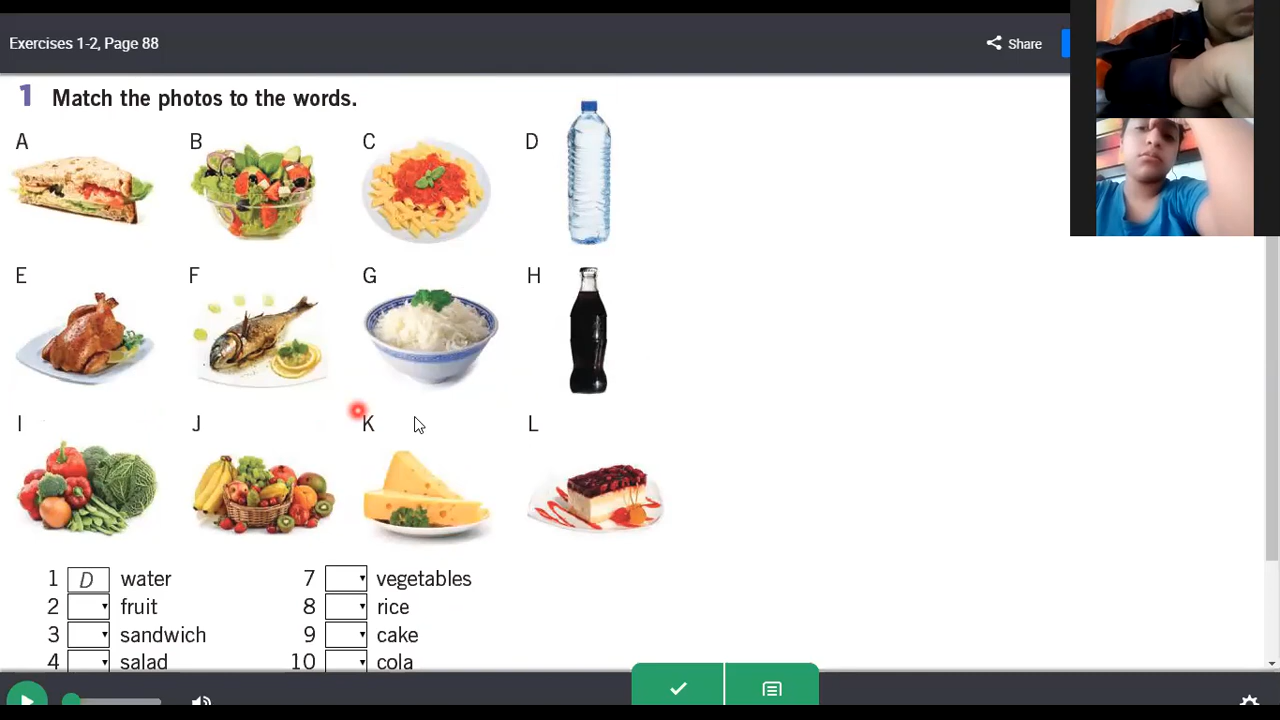 Exercises 1-2, Page 88
Share
1 Match the photos to the words.
A B C D
E F G H
I J K L
1 D water
2 fruit
3 sandwich
4 salad
7 vegetables
8 rice
9 cake
10 cola